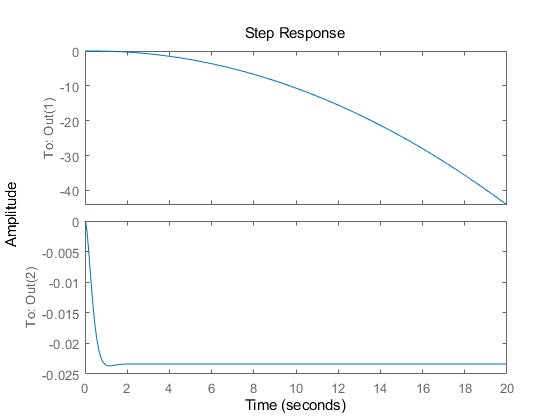 Step Response
0
-10
-20
-30
-40
To: Out(1)
Amplitude
0
-0.005
-0.01
-0.015
-0.02
-0.025
To: Out(2)
0 2 4 6 8 10 12 14 16 18 20
Time (seconds)